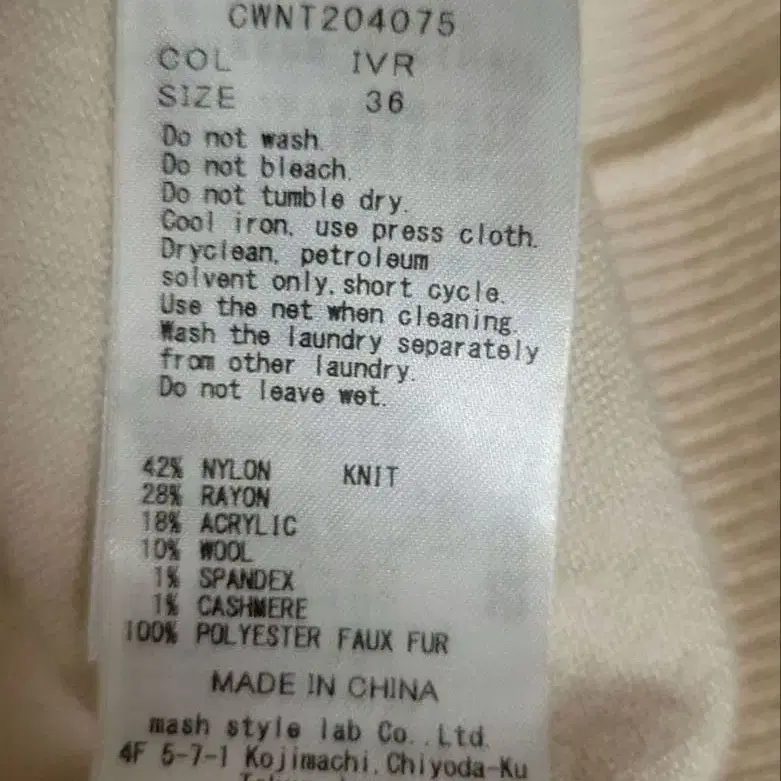 CWNT204075
COL IVR
SIZE 36
Do not wash.
Do not bleach.
Do not tumble dry.
Cool iron, use press cloth.
Dryclean, petroleum
solvent only, short cycle.
Use the net when cleaning.
Wash the laundry separately
from other laundry.
Do not leave wet.
42% NYLON KNIT
28% RAYON
18% ACRYLIC
10% WOOL
1% SPANDEX
1% CASHMERE
100% POLYESTER FAUX FUR
MADE IN CHINA
mash style lab Co.,Ltd.
4F 5-7-1 Kojimachi, Chiyoda-Ku